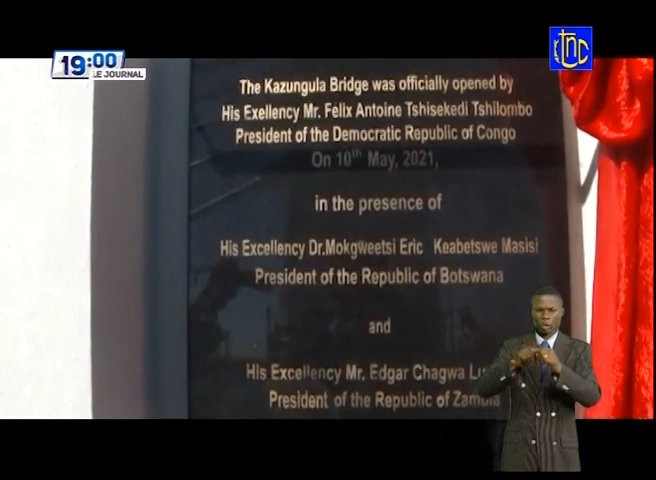 19:00
LE JOURNAL
rtnc
The Kazungula Bridge was officially opened by
His Exellency Mr. Felix ANTOINE Tshisekedi Tshilombo
President of the Democratic Republic of Congo
On 10th May, 2021,
in the presence of
His Excellency Dr.Mokgweetsi Eric Keabetswe Masisi
President of the Republic of Botswana
and
His Excellency Mr. Edgar Chagwa
President of the Republic of Zambia